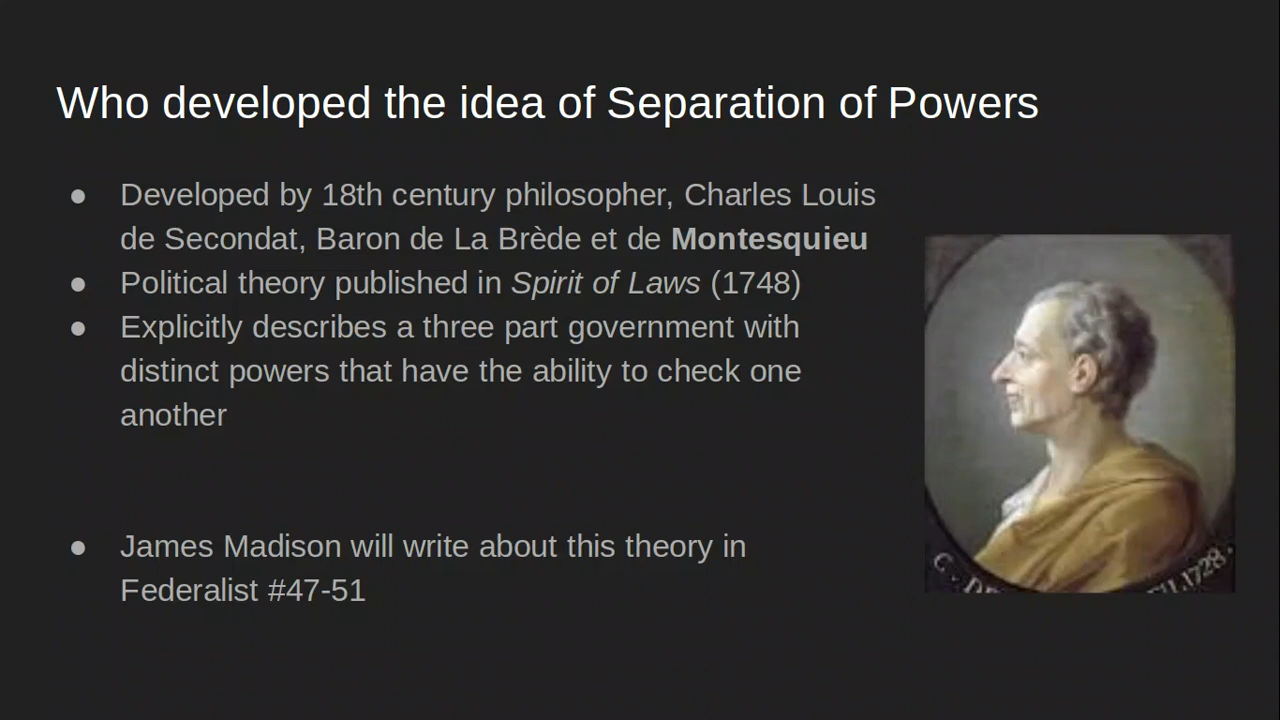 Who developed the idea of Separation of Powers
● Developed by 18th century philosopher, Charles Louis
de Secondat, Baron de La Brède et de Montesquieu
● Political theory published in Spirit of Laws (1748)
● Explicitly describes a three part government with
distinct powers that have the ability to check one
another
● James Madison will write about this theory in
Federalist #47-51
1728.